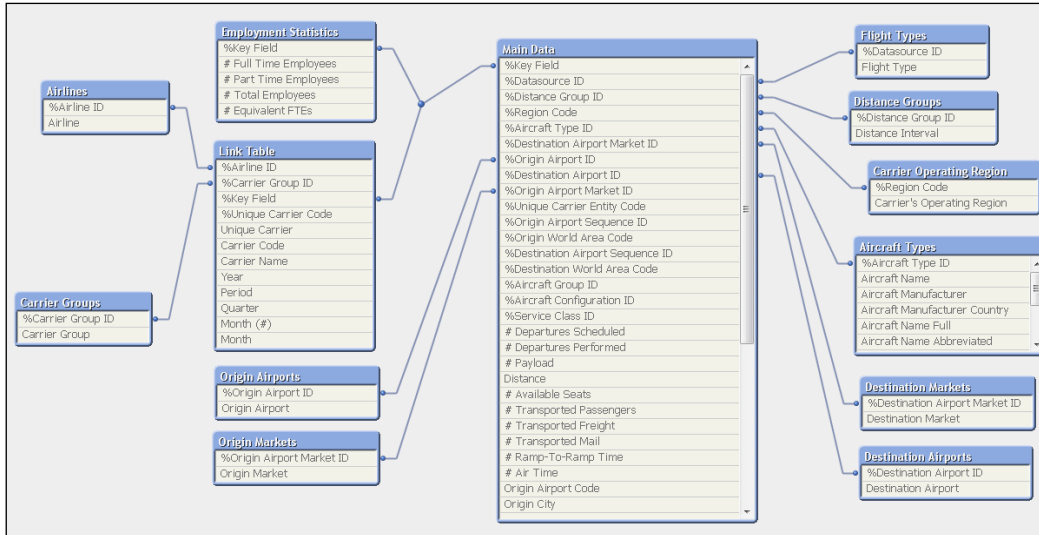 Employment Statistics
%Key Field
# Full Time Employees
# Part Time Employees
# Total Employees
# Equivalent FTEs
Airlines
%Airline ID
Airline
Link Table
%Airline ID
%Carrier Group ID
%Key Field
%Unique Carrier Code
Unique Carrier
Carrier Code
Carrier Name
Year
Period
Quarter
Month (#)
Month
Carrier Groups
%Carrier Group ID
Carrier Group
Origin Airports
%Origin Airport ID
Origin Airport
Origin Markets
%Origin Airport Market ID
Origin Market
Main Data
%Key Field
%Datasource ID
%Distance Group ID
%Region Code
%Aircraft Type ID
%Destination Airport Market ID
%Origin Airport ID
%Destination Airport ID
%Origin Airport Market ID
%Unique Carrier Entity Code
%Origin Airport Sequence ID
%Origin World Area Code
%Destination Airport Sequence ID
%Destination World Area Code
%Aircraft Group ID
%Aircraft Configuration ID
%Service Class ID
# Departures Scheduled
# Departures Performed
# Payload
Distance
# Available Seats
# Transported Passengers
# Transported Freight
# Transported Mail
# Ramp-To-Ramp Time
# Air Time
Origin Airport Code
Origin City
Flight Types
%Datasource ID
Flight Type
Distance Groups
%Distance Group ID
Distance Interval
Carrier Operating Region
%Region Code
Carrier's Operating Region
Aircraft Types
%Aircraft Type ID
Aircraft Name
Aircraft Manufacturer
Aircraft Manufacturer Country
Aircraft Name Full
Aircraft Name Abbreviated
Destination Markets
%Destination Airport Market ID
Destination Market
Destination Airports
%Destination Airport ID
Destination Airport